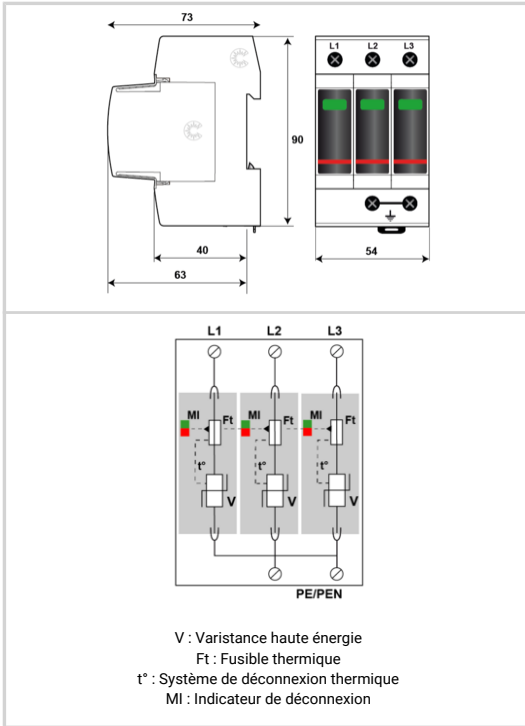 73
L1 L2 L3
C
C
90
40
63
54
L1 L2 L3
MI Ft MI Ft MI Ft
t° t° t°
V V V
PE/PEN
V : Varistance haute énergie
Ft : Fusible thermique
t° : Système de déconnexion thermique
MI : Indicateur de déconnexion